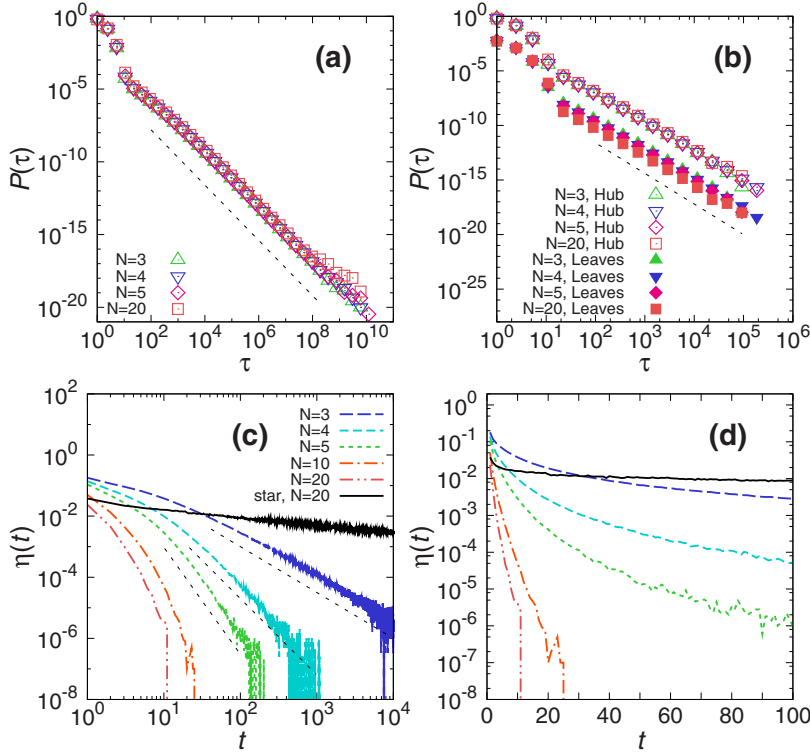 (a)
P(τ)
10^0
10^-5
10^-10
10^-15
10^-20
N=3
N=4
N=5
N=20
10^0 10^2 10^4 10^6 10^8 10^10
τ
(b)
P(τ)
10^0
10^-5
10^-10
10^-15
10^-20
10^-25
N=3, Hub
N=4, Hub
N=5, Hub
N=20, Hub
N=3, Leaves
N=4, Leaves
N=5, Leaves
N=20, Leaves
10^0 10^1 10^2 10^3 10^4 10^5 10^6
τ
(c)
η(t)
10^2
10^0
10^-2
10^-4
10^-6
10^-8
N=3
N=4
N=5
N=10
N=20
star, N=20
10^0 10^1 10^2 10^3 10^4
t
(d)
η(t)
10^0
10^-1
10^-2
10^-3
10^-4
10^-5
10^-6
10^-7
10^-8
0 20 40 60 80 100
t